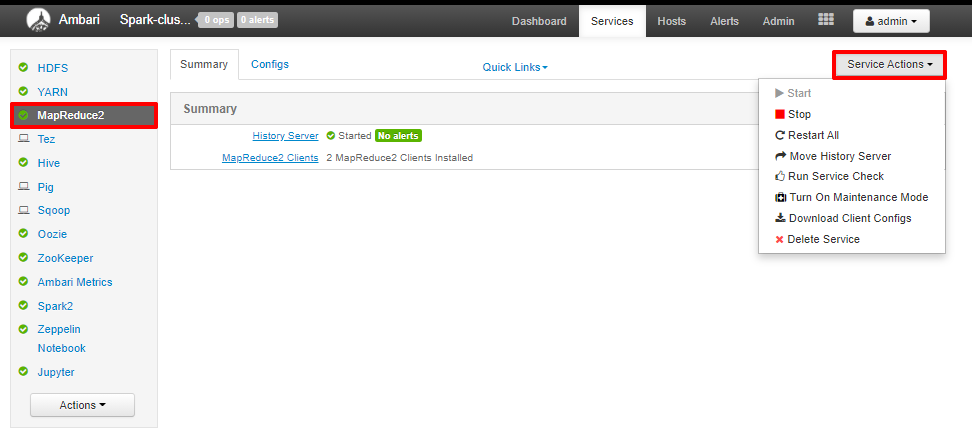 Ambari Spark-clus... 0 ops 0 alerts Dashboard Services Hosts Alerts Admin admin
HDFS
YARN
MapReduce2
Tez
Hive
Pig
Sqoop
Oozie
ZooKeeper
Ambari Metrics
Spark2
Zeppelin
Notebook
Jupyter
Actions
Summary Configs Quick Links Service Actions
Summary
History Server Started No alerts
MapReduce2 Clients 2 MapReduce2 Clients Installed
Start
Stop
Restart All
Move History Server
Run Service Check
Turn On Maintenance Mode
Download Client Configs
Delete Service